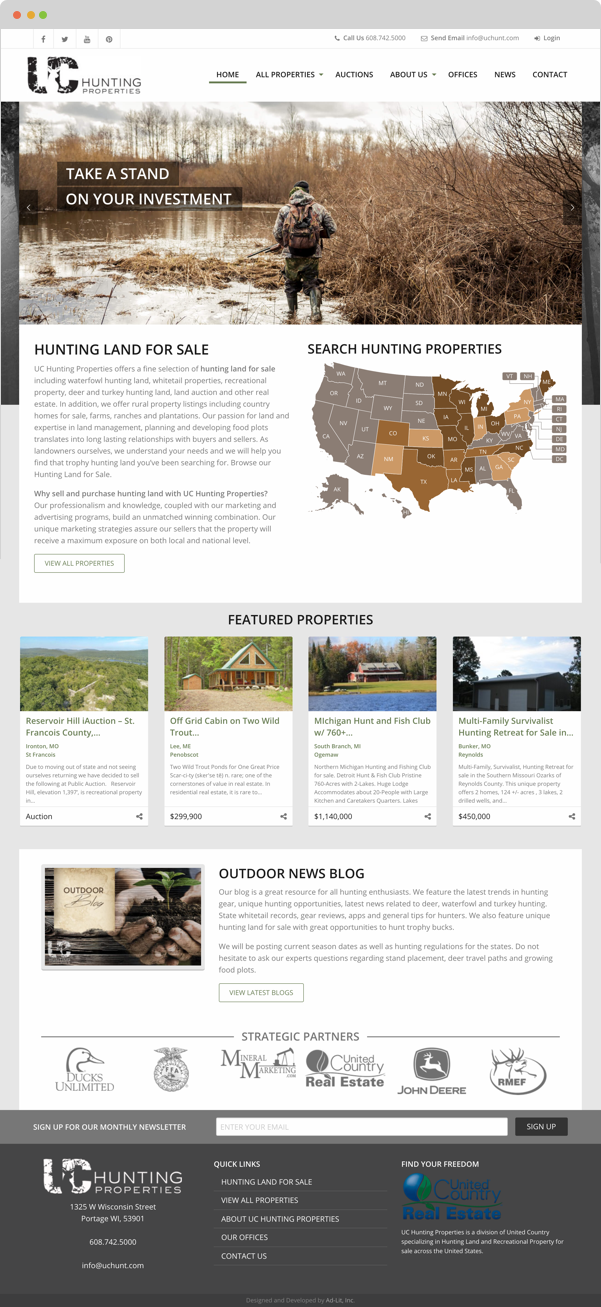 Call Us 608.742.5000 Send Email info@uchunt.com Login
UC HUNTING
PROPERTIES
HOME ALL PROPERTIES AUCTIONS ABOUT US OFFICES NEWS CONTACT
TAKE A STAND
ON YOUR INVESTMENT
HUNTING LAND FOR SALE
UC Hunting Properties offers a fine selection of hunting land for sale
including waterfowl hunting land, whitetail properties, recreational
property, deer and turkey hunting land, land auction and other real
estate. In addition, we offer rural property listings including country
homes for sale, farms, ranches and plantations. Our passion for land and
expertise in land management, planning and developing food plots
translates into long lasting relationships with buyers and sellers. As
landowners ourselves, we understand your needs and we will help you
find that trophy hunting land you've been searching for. Browse our
Hunting Land for Sale.
Why sell and purchase hunting land with UC Hunting Properties?
Our professionalism and knowledge, coupled with our marketing and
advertising programs, build an unmatched winning combination. Our
unique marketing strategies assure our sellers that the property will
receive a maximum exposure on both local and national level.
VIEW ALL PROPERTIES
SEARCH HUNTING PROPERTIES
WA
MT
ND
MN
VT
NH
ME
OR
ID
SD
WI
MI
NY
MA
WY
RI
NE
IA
PA
CT
NV
UT
CO
IL
IN
OH
NJ
CA
KS
MO
WV
VA
DE
KY
MD
AZ
NM
OK
AR
TN
NC
DC
SC
TX
LA
MS
AL
GA
AK
FL
FEATURED PROPERTIES
Reservoir Hill iAuction – St.
Francois County,...
Ironton, MO
St Francois
Due to moving out of state and not seeing
ourselves returning we have decided to sell
the following at Public Auction. Reservoir
Hill, elevation 1,397', is recreational property
in...
Auction
Off Grid Cabin on Two Wild
Trout...
Lee, ME
Penobscot
Two Wild Trout Ponds for One Great Price
Scar-ci-ty (sker'se tē) n. rare; one of the
cornerstones of value in real estate. In
residential real estate, it is rare to...
$299,900
MIchigan Hunt and Fish Club
w/ 760+...
South Branch, MI
Ogemaw
Northern Michigan Hunting and Fishing Club
for sale. Detroit Hunt & Fish Club Pristine
760-Acres with 2-Lakes. Huge Lodge
Accommodates about 20-People with Large
Kitchen and Caretakers Quarters. Lakes
$1,140,000
Multi-Family Survivalist
Hunting Retreat for Sale in...
Bunker, MO
Reynolds
Multi-Family, Survivalist, Hunting Retreat for
sale in the Southern Missouri Ozarks of
Reynolds County. This unique property
offers 2 homes, 124 +/- acres , 3 lakes, 2
drilled wells, and...
$450,000
OUTDOOR
Blog
UC
OUTDOOR NEWS BLOG
Our blog is a great resource for all hunting enthusiasts. We feature the latest trends in hunting
gear, unique hunting opportunities, latest news related to deer, waterfowl and turkey hunting.
State whitetail records, gear reviews, apps and general tips for hunters. We also feature unique
hunting land for sale with great opportunities to hunt trophy bucks.
We will be posting current season dates as well as hunting regulations for the states. Do not
hesitate to ask our experts questions regarding stand placement, deer travel paths and growing
food plots.
VIEW LATEST BLOGS
STRATEGIC PARTNERS
DUCKS
UNLIMITED
FFA
MINERAL
MARKETING
.COM
United
Country
Real Estate
JOHN DEERE
RMEF
SIGN UP FOR OUR MONTHLY NEWSLETTER ENTER YOUR EMAIL SIGN UP
UC HUNTING
PROPERTIES
1325 W Wisconsin Street
Portage WI, 53901
608.742.5000
info@uchunt.com
QUICK LINKS
HUNTING LAND FOR SALE
VIEW ALL PROPERTIES
ABOUT UC HUNTING PROPERTIES
OUR OFFICES
CONTACT US
FIND YOUR FREEDOM
United
Country
Real Estate
UC Hunting Properties is a division of United Country
specializing in Hunting Land and Recreational Property for
sale across the United States.
Designed and Developed by Ad-Lit, Inc.